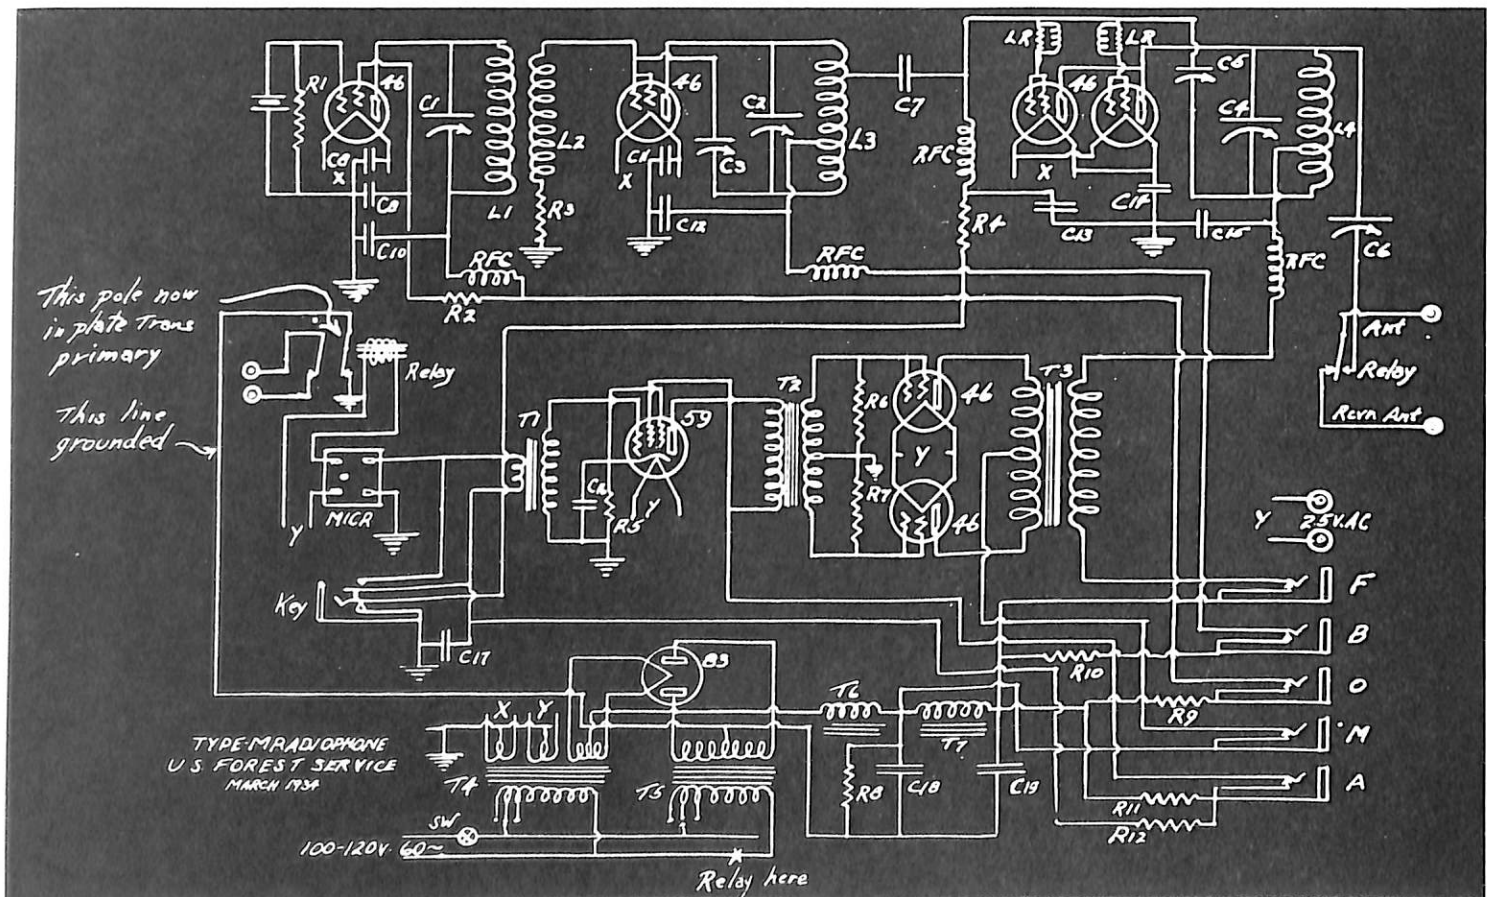 R1
46
C1
L1
C8
X
C9
C10
L2
R3
46
C11
X
C3
C12
C2
L3
C7
RFC
R4
LR
LR
46
X
C5
C4
L4
C14
C13
C15
RFC
C6
RFC
R2
RFC
This pole now
in plate Trans
primary
Relay
This line
grounded
MICR
Y
Key
C17
T1
59
C16
R5
Y
T2
R6
R7
46
Y
46
T3
Ant
Relay
Rcvr Ant
Y
2.5V. AC
F
B
O
M
A
R10
R9
R11
R12
83
T6
T7
R8
C18
C19
X
Y
T4
T5
TYPE-M RADIOPHONE
U.S. FOREST SERVICE
MARCH 1934
SW
100-120V. 60~
Relay here